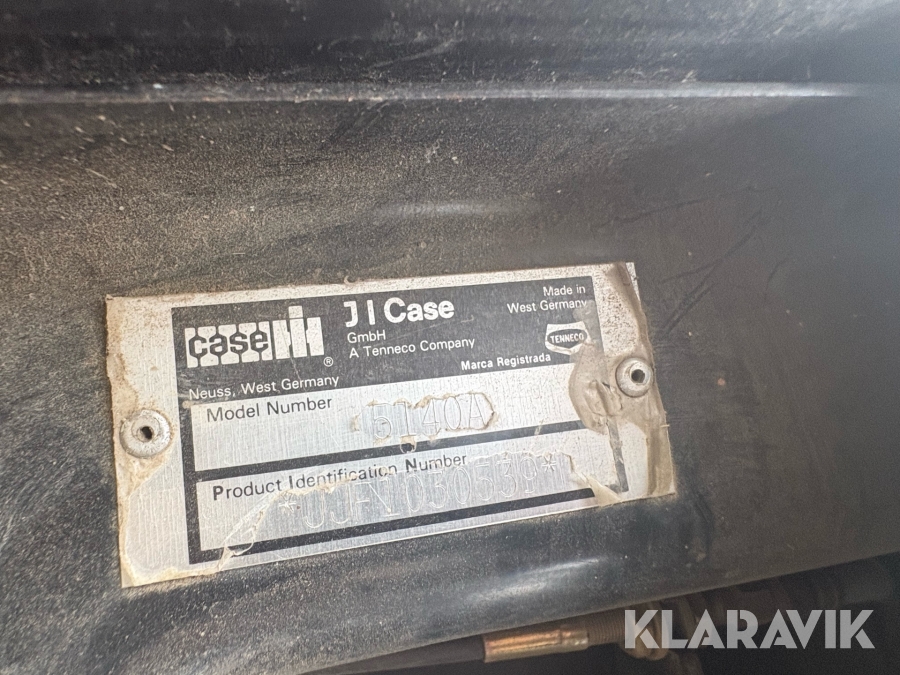 case IH ®
J I Case
GmbH
A Tenneco Company
Made in
West Germany
TENNECO
Marca Registrada
Neuss, West Germany
Model Number
5140A
Product Identification Number
KLARAVIK